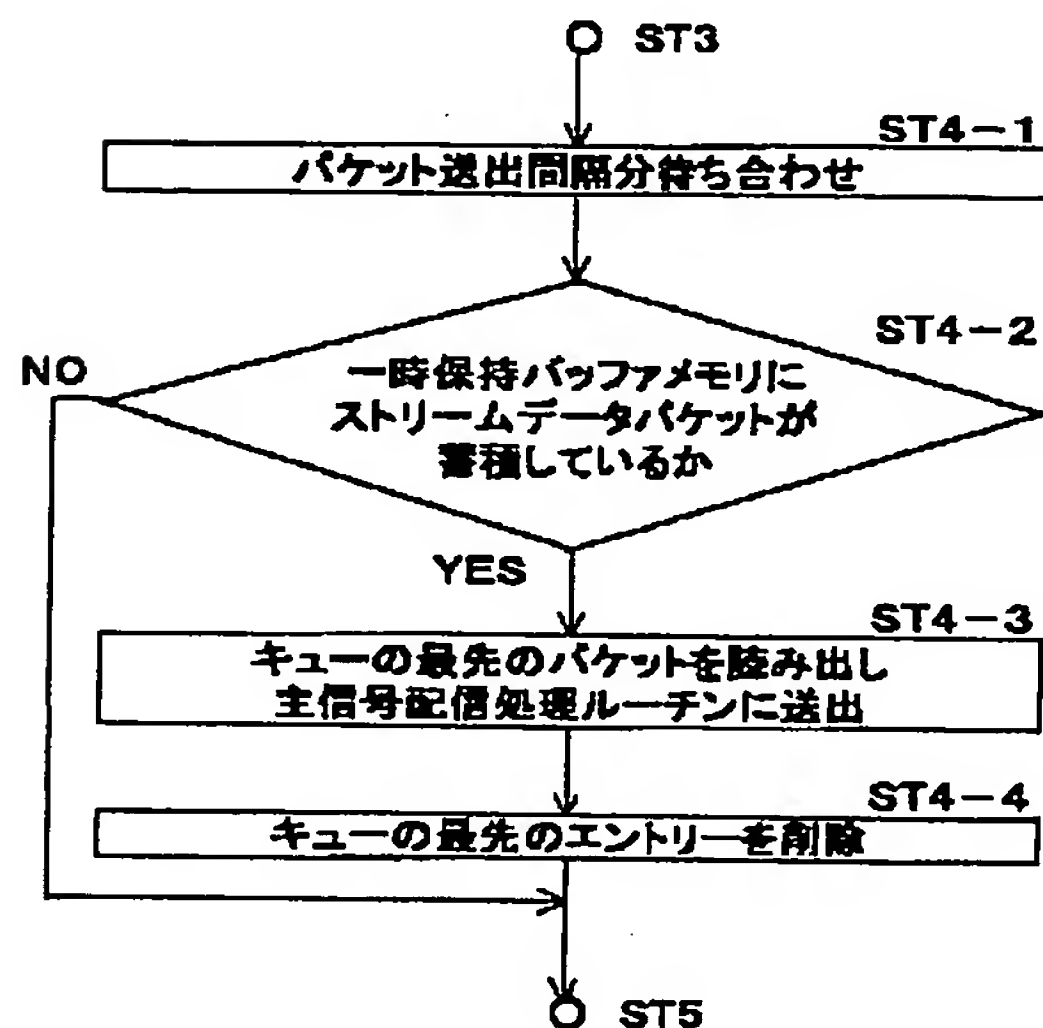 ST3
ST4-1
パケット送出間隔分待ち合わせ
ST4-2
NO
一時保持バッファメモリに
ストリームデータパケットが
蓄積しているか
YES
ST4-3
キューの最先のパケットを読み出し
主信号配信処理ルーチンに送出
ST4-4
キューの最先のエントリーを削除
ST5